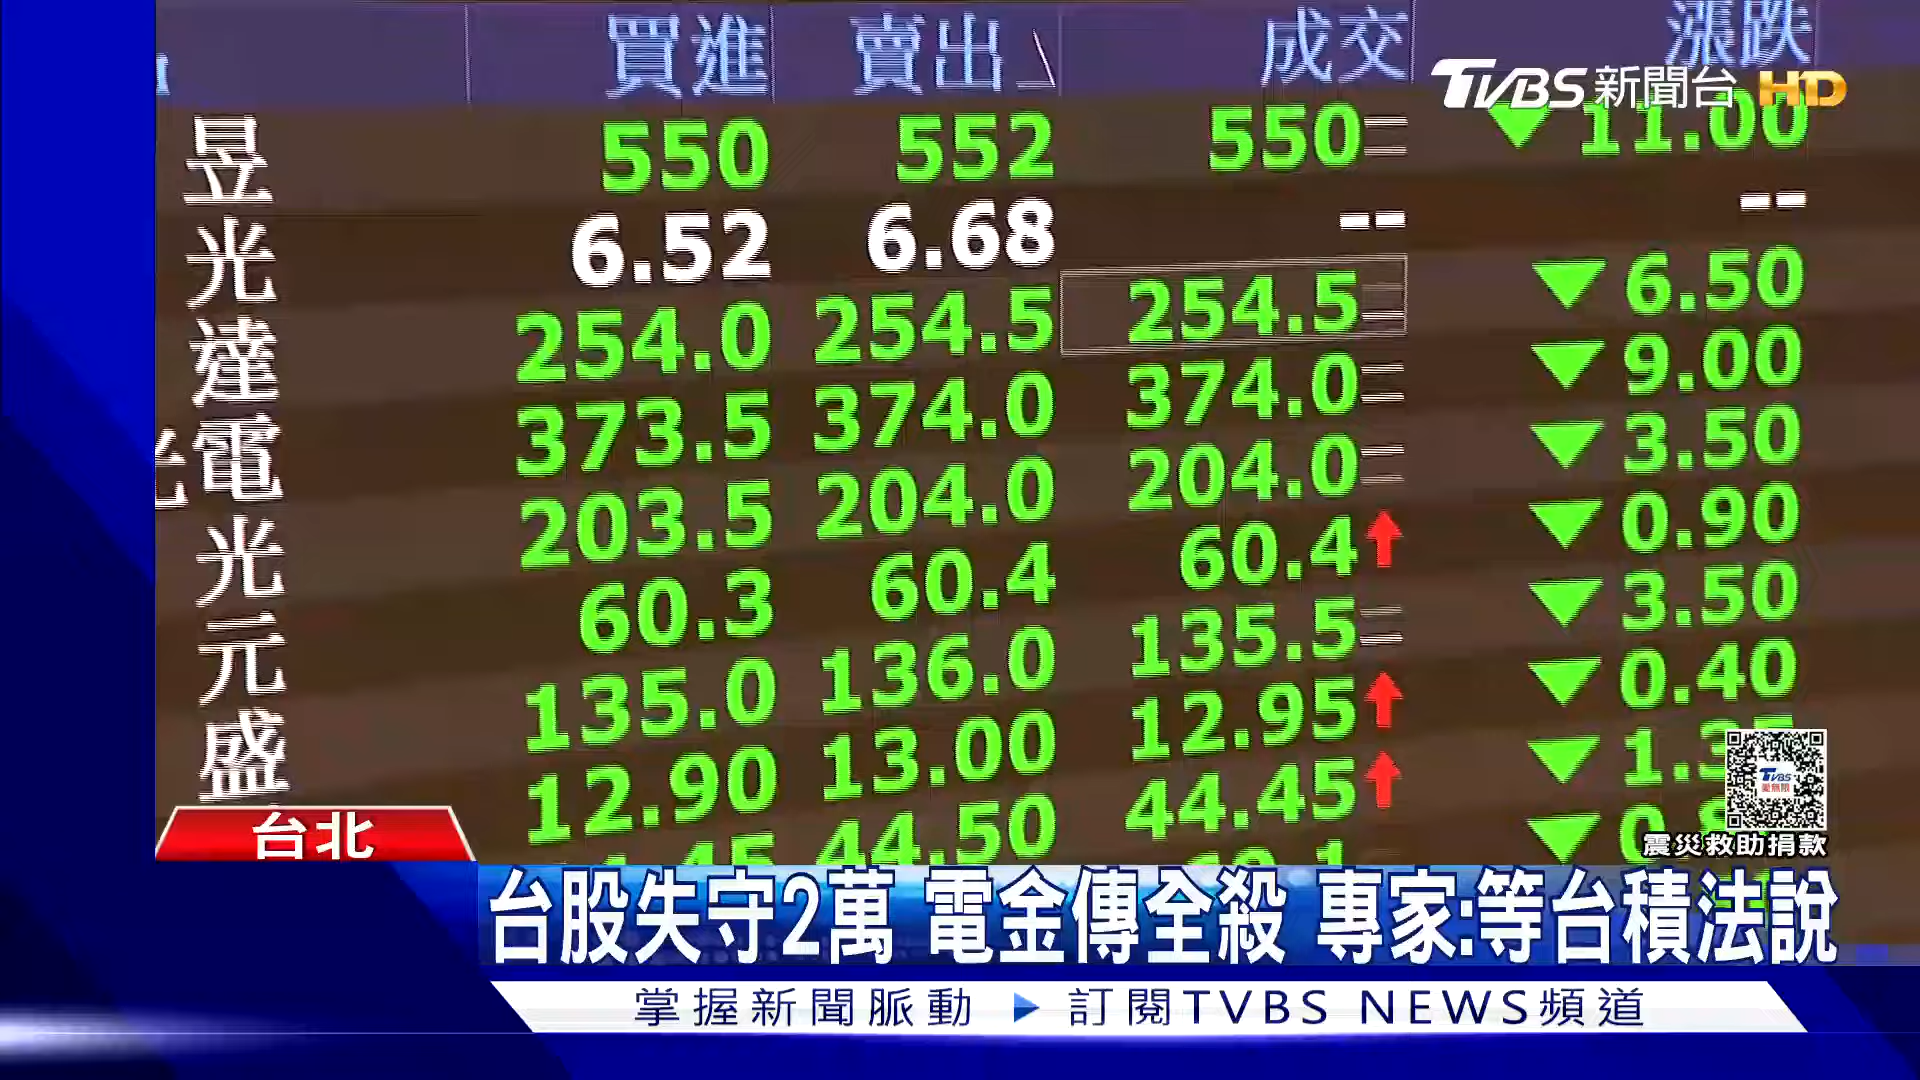 買進 賣出 成交 漲跌
TVBS新聞台 HD
昱 550 552 550 ▼11.00
光 6.52 6.68 -- --
達 254.0 254.5 254.5 ▼6.50
電 373.5 374.0 374.0 ▼9.00
光 203.5 204.0 204.0 ▼3.50
元 60.3 60.4 60.4 ▼0.90
盛 135.0 136.0 135.5 ▼3.50
12.90 13.00 12.95 ▼0.40
44.50 44.45
TVBS
震災救助捐款
台北
台股失守2萬 電金傳全殺 專家:等台積法說
掌握新聞脈動 ▶ 訂閱TVBS NEWS頻道